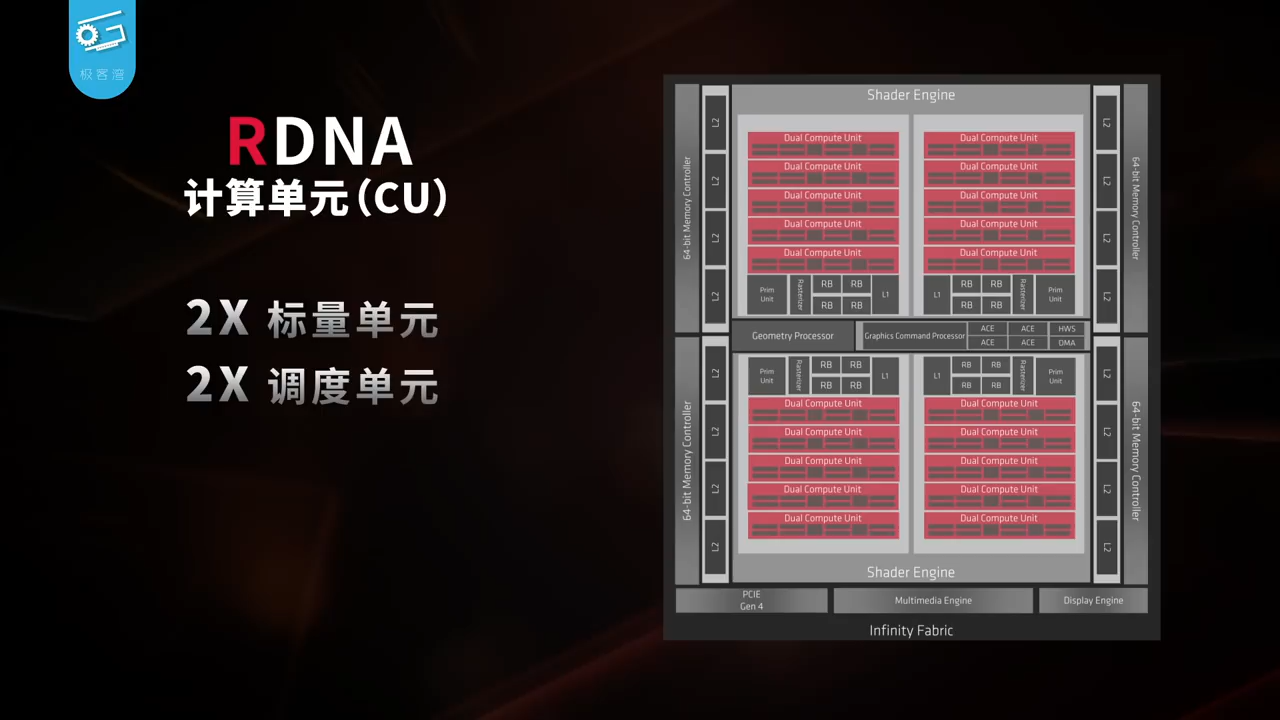 极客湾
RDNA
计算单元(CU)
2X 标量单元
2X 调度单元
Shader Engine
64-bit Memory Controller
L2
L2
L2
L2
Dual Compute Unit
Dual Compute Unit
Dual Compute Unit
Dual Compute Unit
Dual Compute Unit
Prim Unit
Rasterizer
RB RB
RB RB
L1
Dual Compute Unit
Dual Compute Unit
Dual Compute Unit
Dual Compute Unit
Dual Compute Unit
L1
RB RB
RB RB
Rasterizer
Prim Unit
L2
L2
L2
L2
64-bit Memory Controller
Geometry Processor
Graphics Command Processor
ACE ACE HWS
ACE ACE DMA
64-bit Memory Controller
L2
L2
L2
L2
Prim Unit
Rasterizer
RB RB
RB RB
L1
Dual Compute Unit
Dual Compute Unit
Dual Compute Unit
Dual Compute Unit
Dual Compute Unit
L1
RB RB
RB RB
Rasterizer
Prim Unit
Dual Compute Unit
Dual Compute Unit
Dual Compute Unit
Dual Compute Unit
Dual Compute Unit
L2
L2
L2
L2
64-bit Memory Controller
Shader Engine
PCIE
Gen 4
Multimedia Engine
Display Engine
Infinity Fabric